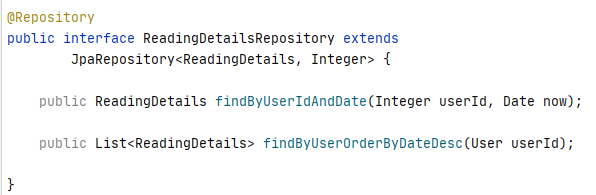 @Repository
public interface ReadingDetailsRepository extends
JpaRepository<ReadingDetails, Integer> {
public ReadingDetails findByUserIdAndDate(Integer userId, Date now);
public List<ReadingDetails> findByUserOrderByDateDesc(User userId);
}